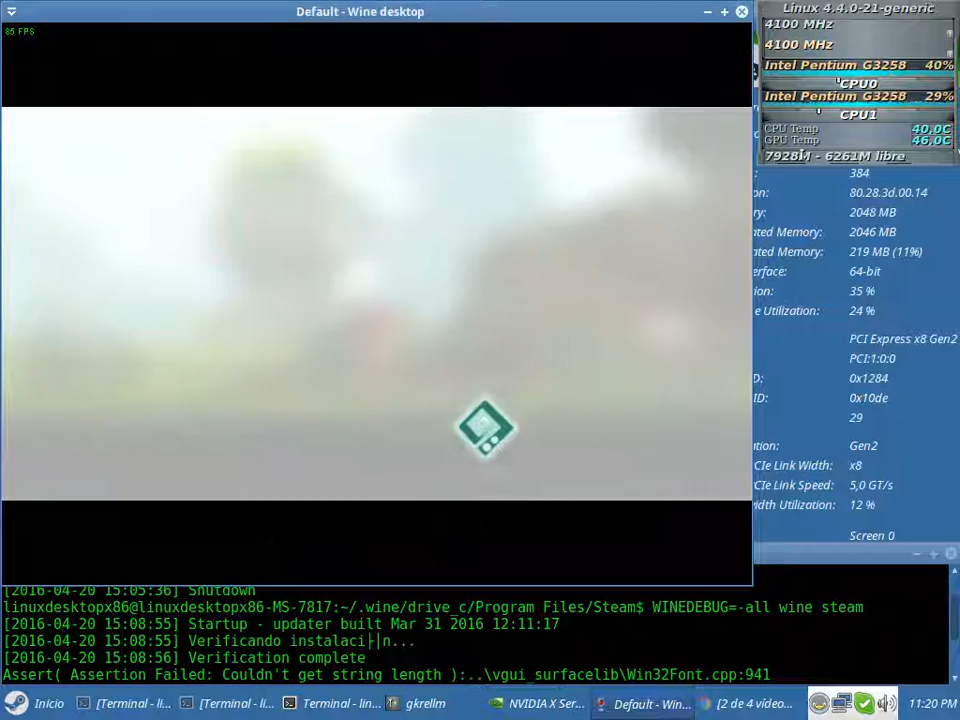 Default - Wine desktop
85 FPS
Linux 4.4.0-21-generic
4100 MHz
4100 MHz
Intel Pentium G3258 40%
CPU0
Intel Pentium G3258 29%
CPU1
CPU Temp 40.0C
GPU Temp 46.0C
7928M - 6261M libre
: 384
on: 80.28.3d.00.14
ry: 2048 MB
ated Memory: 2046 MB
ated Memory: 219 MB (11%)
erface: 64-bit
ion: 35 %
e Utilization: 24 %
PCI Express x8 Gen2
PCI:1:0:0
D: 0x1284
ID: 0x10de
29
ation: Gen2
CIe Link Width: x8
CIe Link Speed: 5,0 GT/s
width Utilization: 12 %
Screen 0
[2016-04-20 15:05:36] Shutdown
linuxdesktopx86@linuxdesktopx86-MS-7817:~/.wine/drive_c/Program Files/Steam$ WINEDEBUG=-all wine steam
[2016-04-20 15:08:55] Startup - updater built Mar 31 2016 12:11:17
[2016-04-20 15:08:55] Verificando instalaci├│n...
[2016-04-20 15:08:56] Verification complete
Assert( Assertion Failed: Couldn't get string length ):..\vgui_surfacelib\Win32Font.cpp:941
Inicio [Terminal - li... [Terminal - li... Terminal - lin... gkrellm NVIDIA X Ser... Default - Win... [2 de 4 vídeo... 11:20 PM